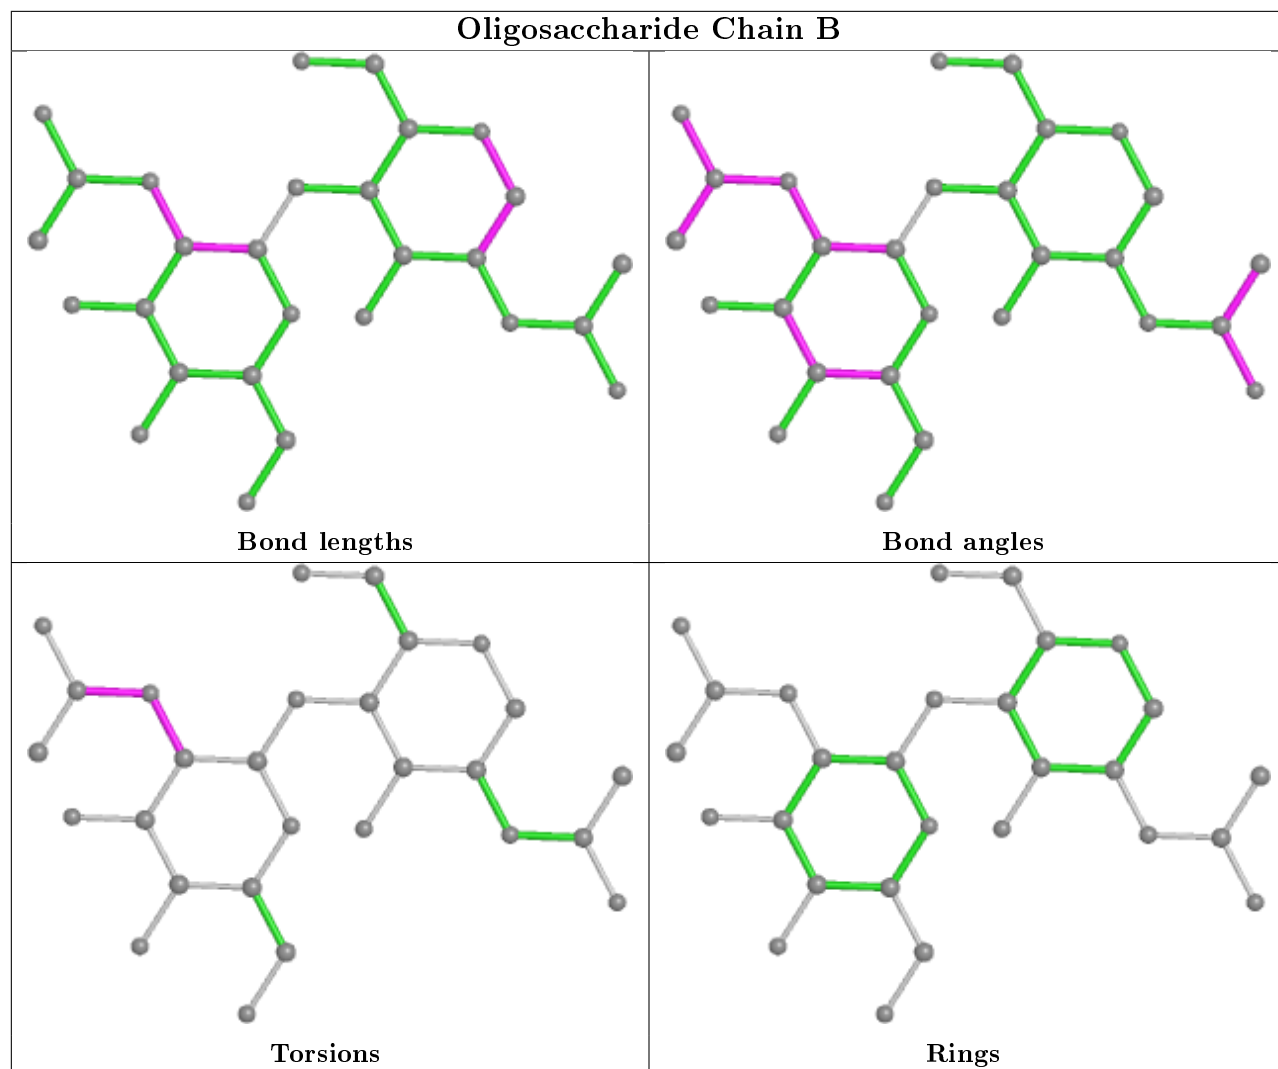 Oligosaccharide Chain B
Bond lengths
Bond angles
Torsions
Rings